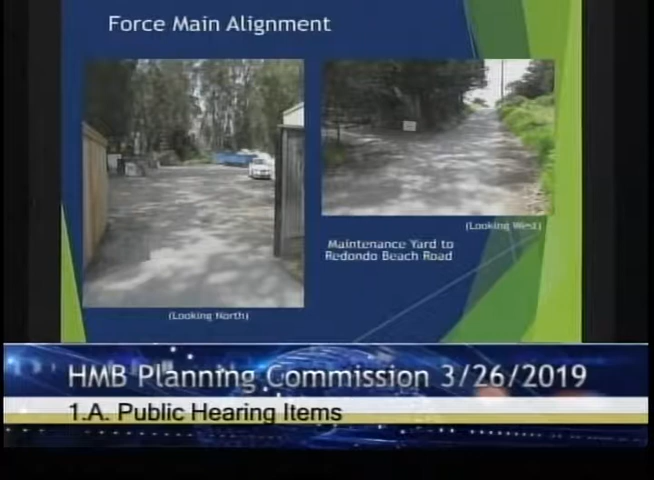 Force Main Alignment
(Looking West)
Maintenance Yard to
Redondo Beach Road
(Looking North)
HMB Planning Commission 3/26/2019
1.A. Public Hearing Items